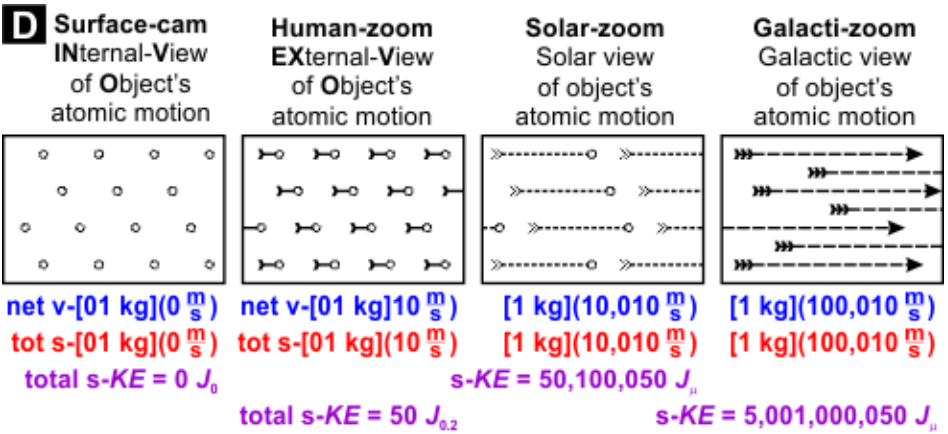 D
Surface-cam
INternal-View
of Object's
atomic motion
Human-zoom
EXternal-View
of Object's
atomic motion
Solar-zoom
Solar view
of object's
atomic motion
Galacti-zoom
Galactic view
of object's
atomic motion
net v-[01 kg](0 m/s)
net v-[01 kg]10 m/s)
[1 kg](10,010 m/s)
[1 kg](100,010 m/s)
tot s-[01 kg](0 m/s)
tot s-[01 kg](10 m/s)
[1 kg](10,010 m/s)
[1 kg](100,010 m/s)
total s-KE = 0 J₀
s-KE = 50,100,050 Jμ
total s-KE = 50 J₀.₂
s-KE = 5,001,000,050 Jμ